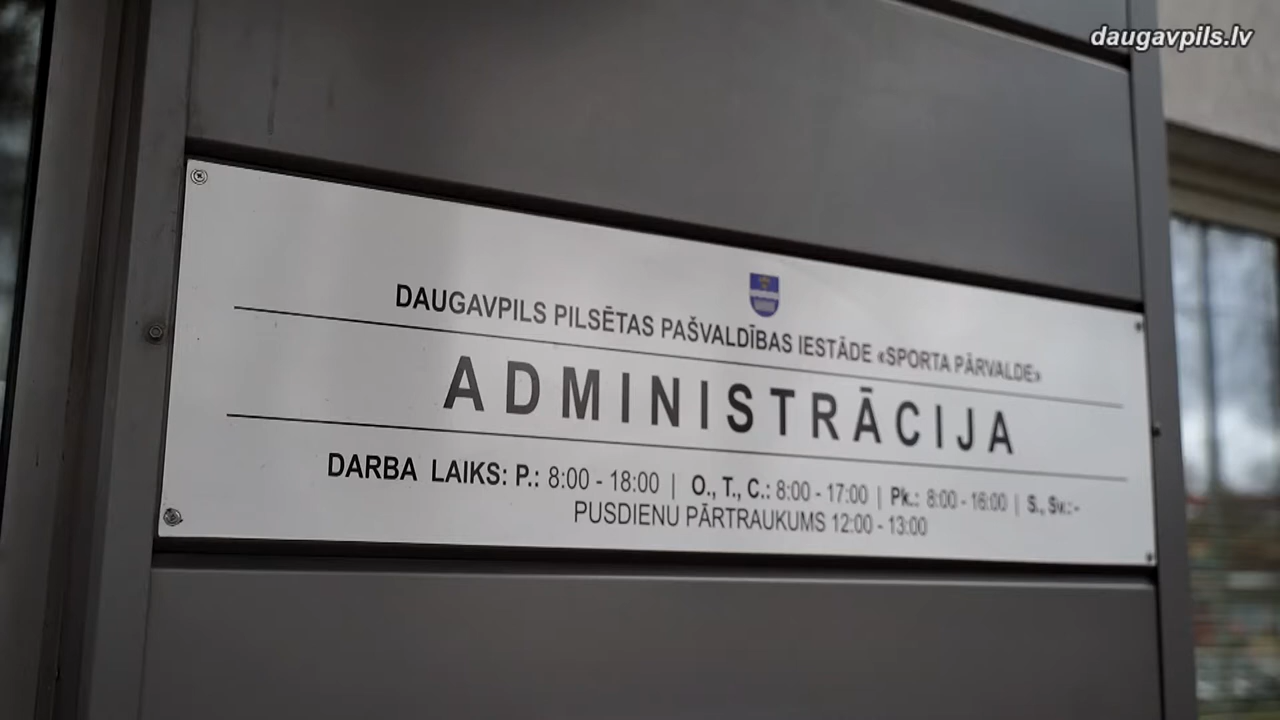 daugavpils.lv
DAUGAVPILS PILSĒTAS PAŠVALDĪBAS IESTĀDE «SPORTA PĀRVALDE»
ADMINISTRĀCIJA
DARBA LAIKS: P.: 8:00 - 18:00 | O., T., C.: 8:00 - 17:00 | Pk.: 8:00 - 16:00 | S., Sv.: -
PUSDIENU PĀRTRAUKUMS 12:00 - 13:00